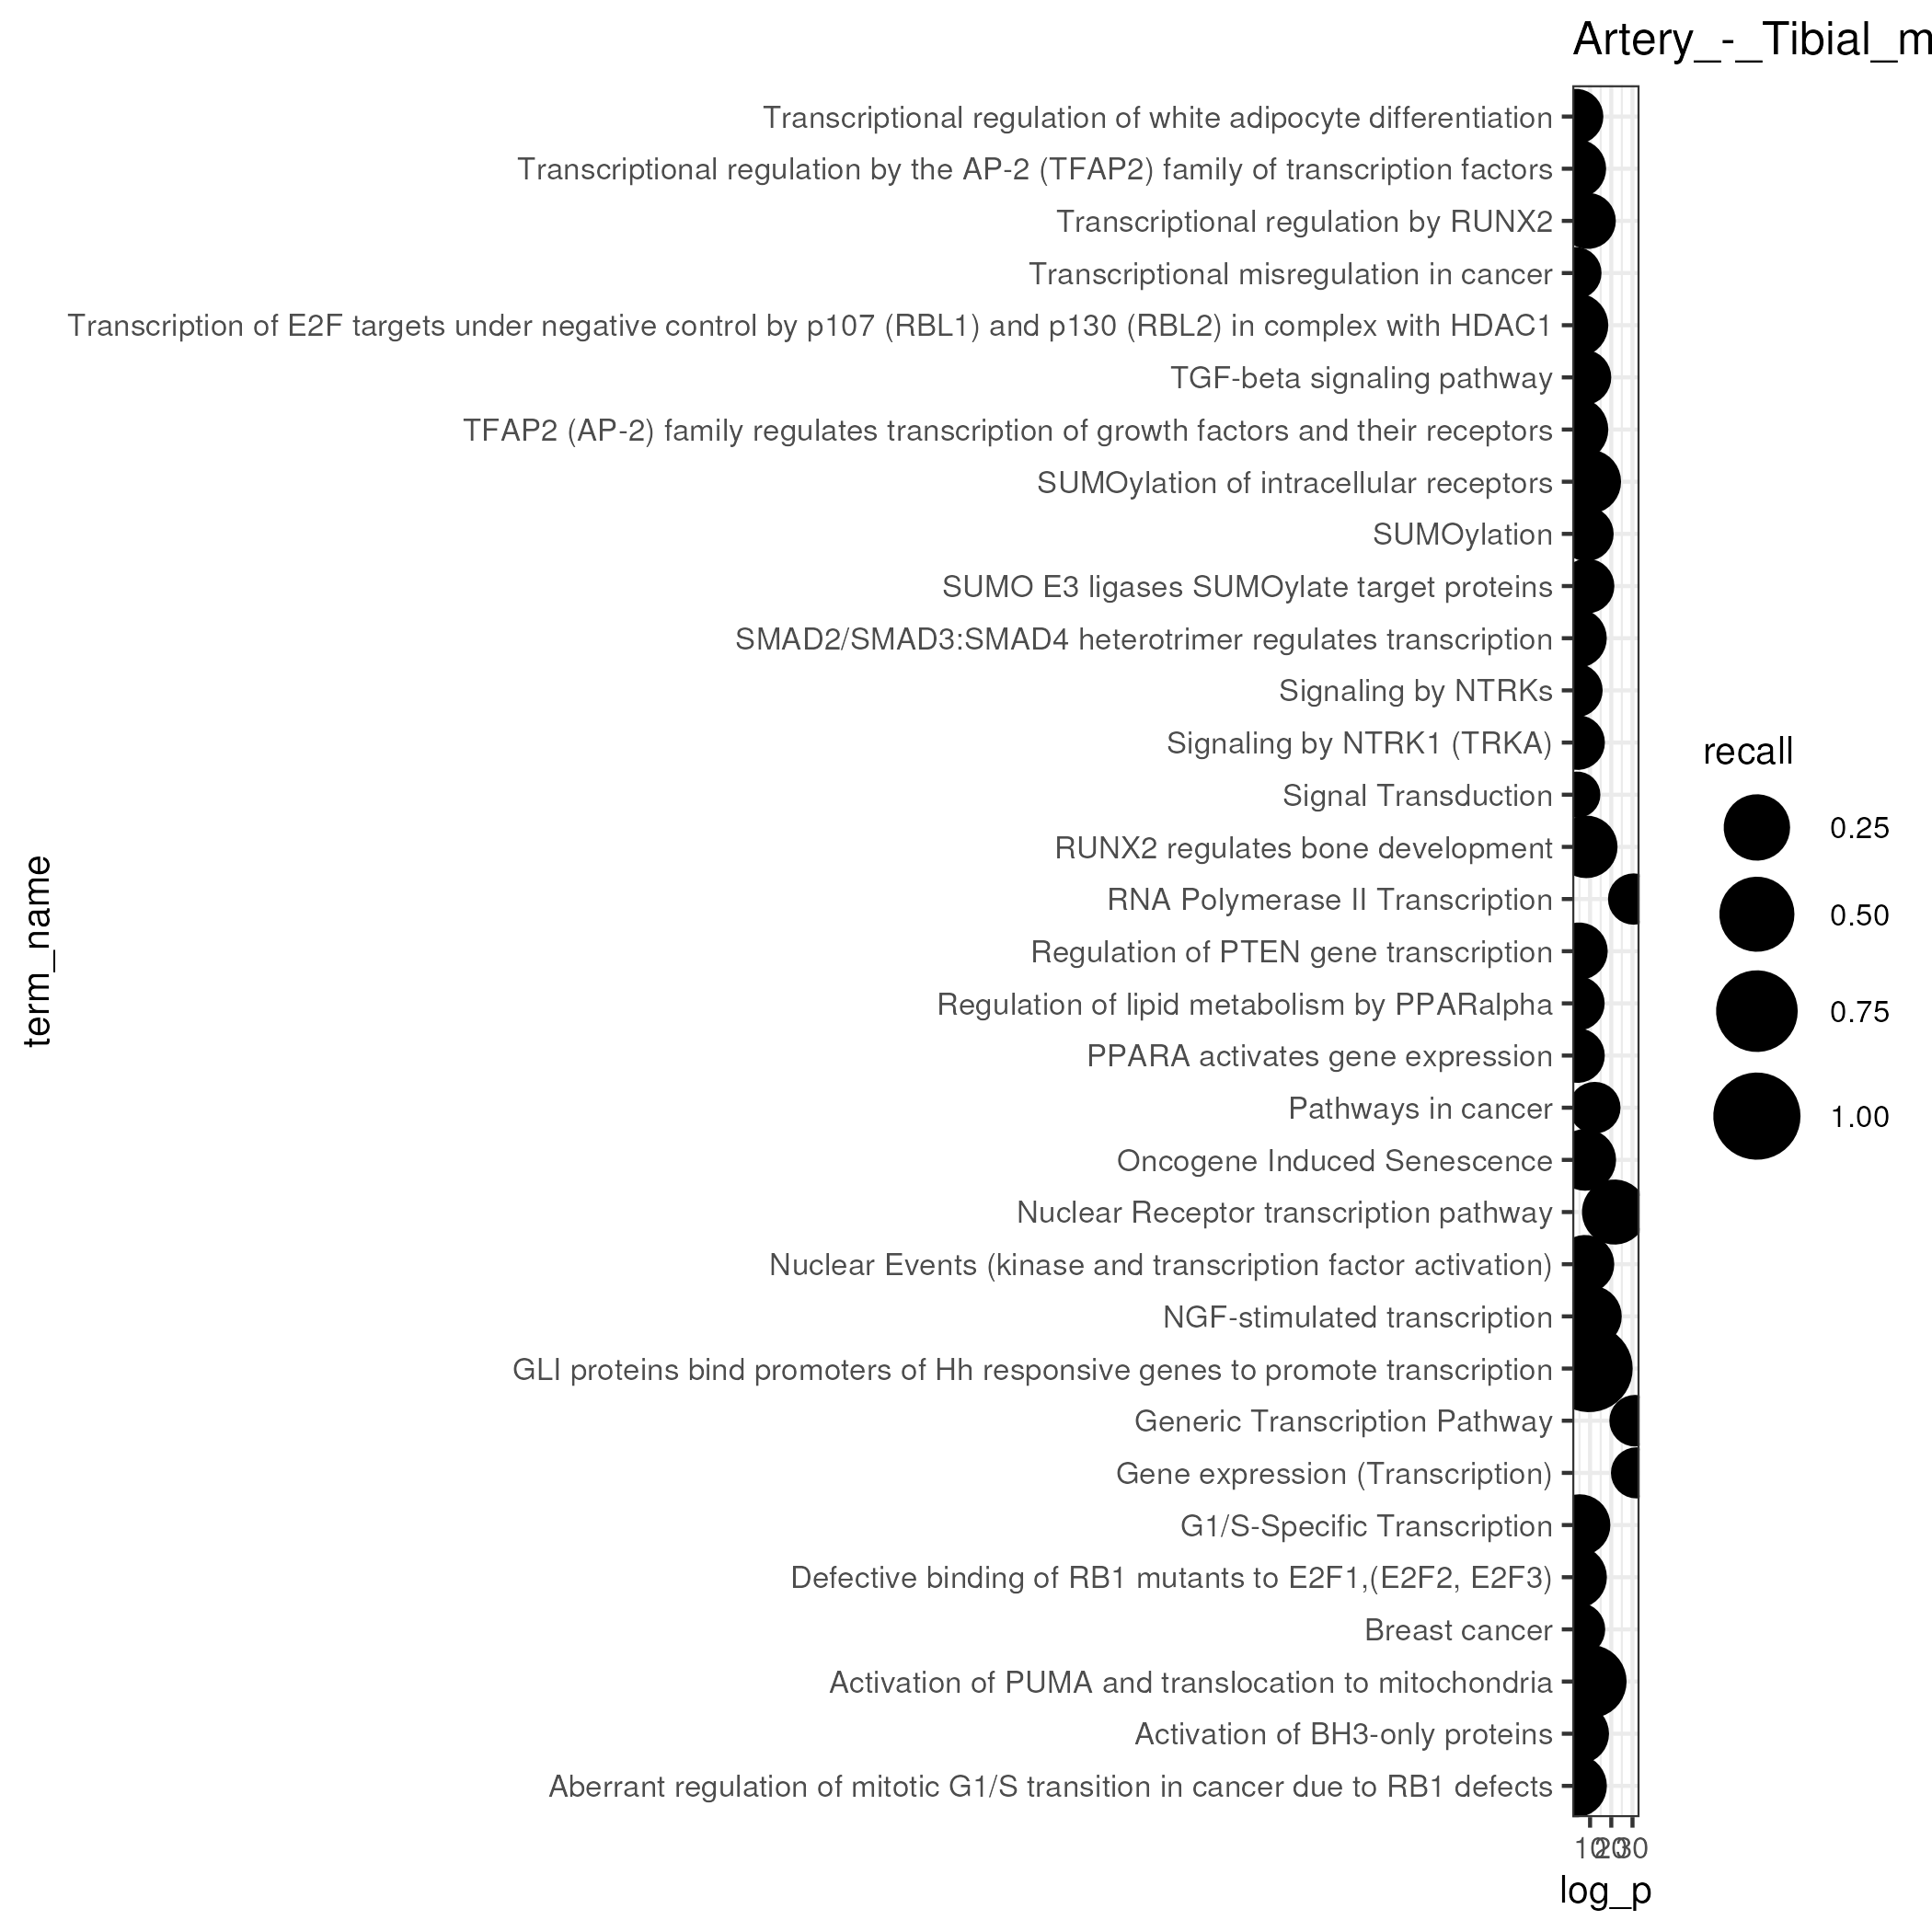 Artery_-_Tibial_m
Transcriptional regulation of white adipocyte differentiation
Transcriptional regulation by the AP-2 (TFAP2) family of transcription factors
Transcriptional regulation by RUNX2
Transcriptional misregulation in cancer
Transcription of E2F targets under negative control by p107 (RBL1) and p130 (RBL2) in complex with HDAC1
TGF-beta signaling pathway
TFAP2 (AP-2) family regulates transcription of growth factors and their receptors
SUMOylation of intracellular receptors
SUMOylation
SUMO E3 ligases SUMOylate target proteins
SMAD2/SMAD3:SMAD4 heterotrimer regulates transcription
Signaling by NTRKs
Signaling by NTRK1 (TRKA)
Signal Transduction
RUNX2 regulates bone development
RNA Polymerase II Transcription
Regulation of PTEN gene transcription
Regulation of lipid metabolism by PPARalpha
PPARA activates gene expression
Pathways in cancer
Oncogene Induced Senescence
Nuclear Receptor transcription pathway
Nuclear Events (kinase and transcription factor activation)
NGF-stimulated transcription
GLI proteins bind promoters of Hh responsive genes to promote transcription
Generic Transcription Pathway
Gene expression (Transcription)
G1/S-Specific Transcription
Defective binding of RB1 mutants to E2F1,(E2F2, E2F3)
Breast cancer
Activation of PUMA and translocation to mitochondria
Activation of BH3-only proteins
Aberrant regulation of mitotic G1/S transition in cancer due to RB1 defects
term_name
10 20 30
log_p
recall
0.25
0.50
0.75
1.00